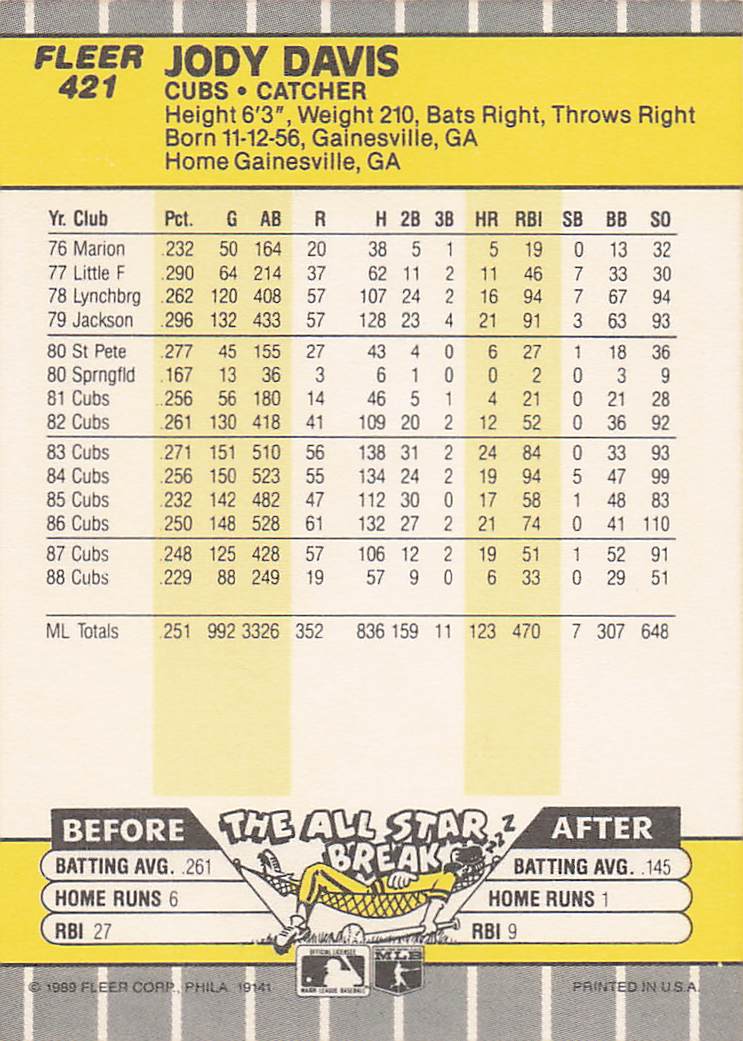 FLEER JODY DAVIS
421 CUBS • CATCHER
Height 6'3", Weight 210, Bats Right, Throws Right
Born 11-12-56, Gainesville, GA
Home Gainesville, GA
Yr. Club Pct. G AB R H 2B 3B HR RBI SB BB SO
76 Marion .232 50 164 20 38 5 1 5 19 0 13 32
77 Little F .290 64 214 37 62 11 2 11 46 7 33 30
78 Lynchbrg .262 120 408 57 107 24 2 16 94 7 67 94
79 Jackson .296 132 433 57 128 23 4 21 91 3 63 93
80 St Pete .277 45 155 27 43 4 0 6 27 1 18 36
80 Sprngfld .167 13 36 3 6 1 0 0 2 0 3 9
81 Cubs .256 56 180 14 46 5 1 4 21 0 21 28
82 Cubs .261 130 418 41 109 20 2 12 52 0 36 92
83 Cubs .271 151 510 56 138 31 2 24 84 0 33 93
84 Cubs .256 150 523 55 134 24 2 19 94 5 47 99
85 Cubs .232 142 482 47 112 30 0 17 58 1 48 83
86 Cubs .250 148 528 61 132 27 2 21 74 0 41 110
87 Cubs .248 125 428 57 106 12 2 19 51 1 52 91
88 Cubs .229 88 249 19 57 9 0 6 33 0 29 51
ML Totals .251 992 3326 352 836 159 11 123 470 7 307 648
BEFORE THE ALL STAR BREAK ZZZZ AFTER
BATTING AVG. .261 BATTING AVG. .145
HOME RUNS 6 HOME RUNS 1
RBI 27 RBI 9
OFFICIAL LICENSEE
MAJOR LEAGUE BASEBALL
MLB
© 1989 FLEER CORP., PHILA. 19141 PRINTED IN U.S.A.